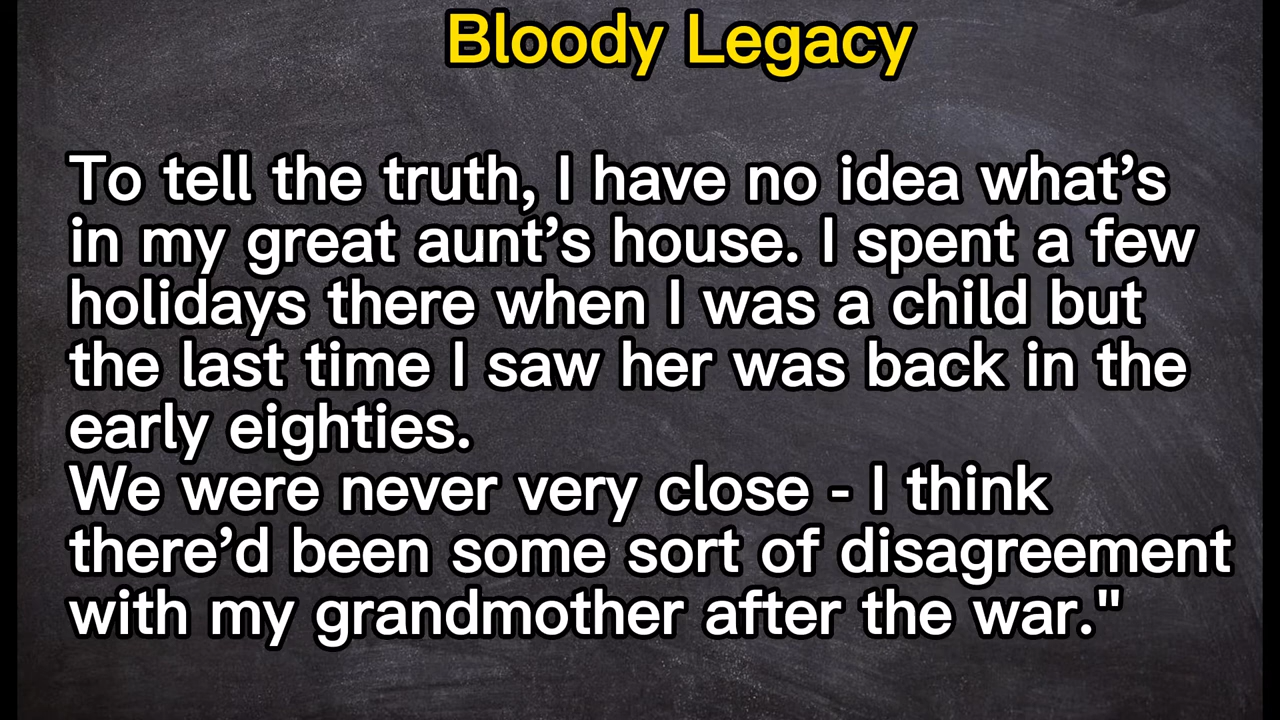 Bloody Legacy
To tell the truth, I have no idea what’s
in my great aunt’s house. I spent a few
holidays there when I was a child but
the last time I saw her was back in the
early eighties.
We were never very close - I think
there’d been some sort of disagreement
with my grandmother after the war."